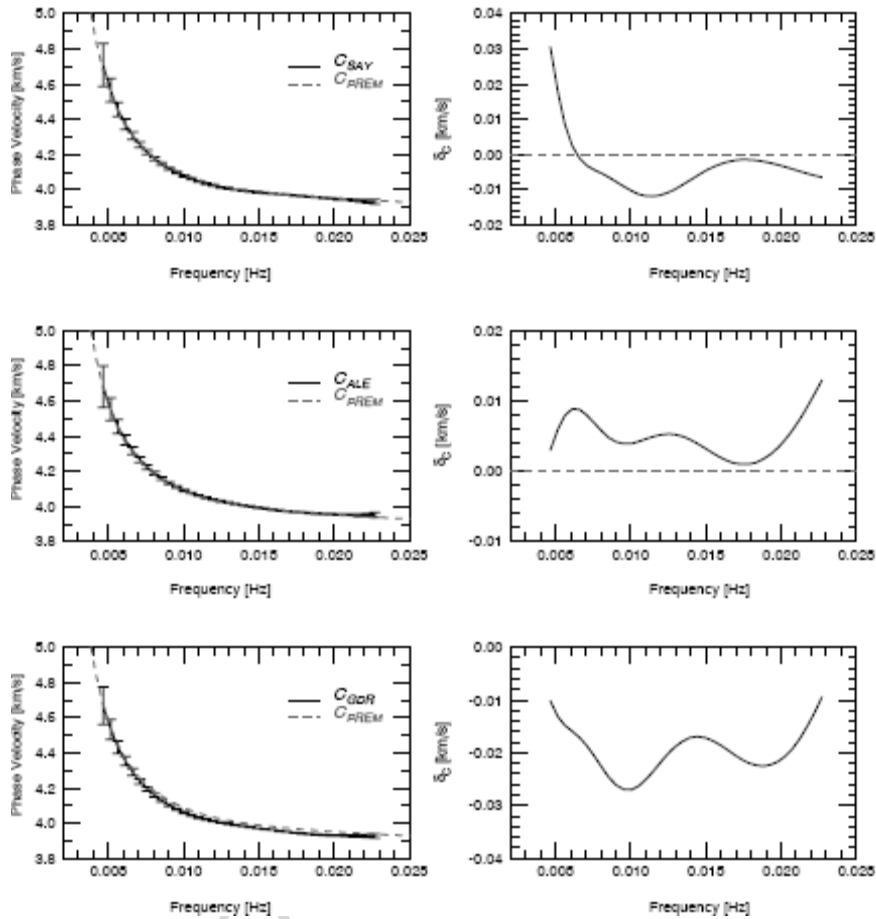 5.0
4.8
4.6
4.4
4.2
4.0
3.8
Phase Velocity [km/s]
C_SAY
C_PREM
0.005 0.010 0.015 0.020 0.025
Frequency [Hz]
0.04
0.03
0.02
0.01
0.00
-0.01
-0.02
δ_C [km/s]
0.005 0.010 0.015 0.020 0.025
Frequency [Hz]
5.0
4.8
4.6
4.4
4.2
4.0
3.8
Phase Velocity [km/s]
C_ALE
C_PREM
0.005 0.010 0.015 0.020 0.025
Frequency [Hz]
0.02
0.01
0.00
-0.01
δ_C [km/s]
0.005 0.010 0.015 0.020 0.025
Frequency [Hz]
5.0
4.8
4.6
4.4
4.2
4.0
3.8
Phase Velocity [km/s]
C_GDR
C_PREM
0.005 0.010 0.015 0.020 0.025
Frequency [Hz]
0.00
-0.01
-0.02
-0.03
-0.04
δ_C [km/s]
0.005 0.010 0.015 0.020 0.025
Frequency [Hz]